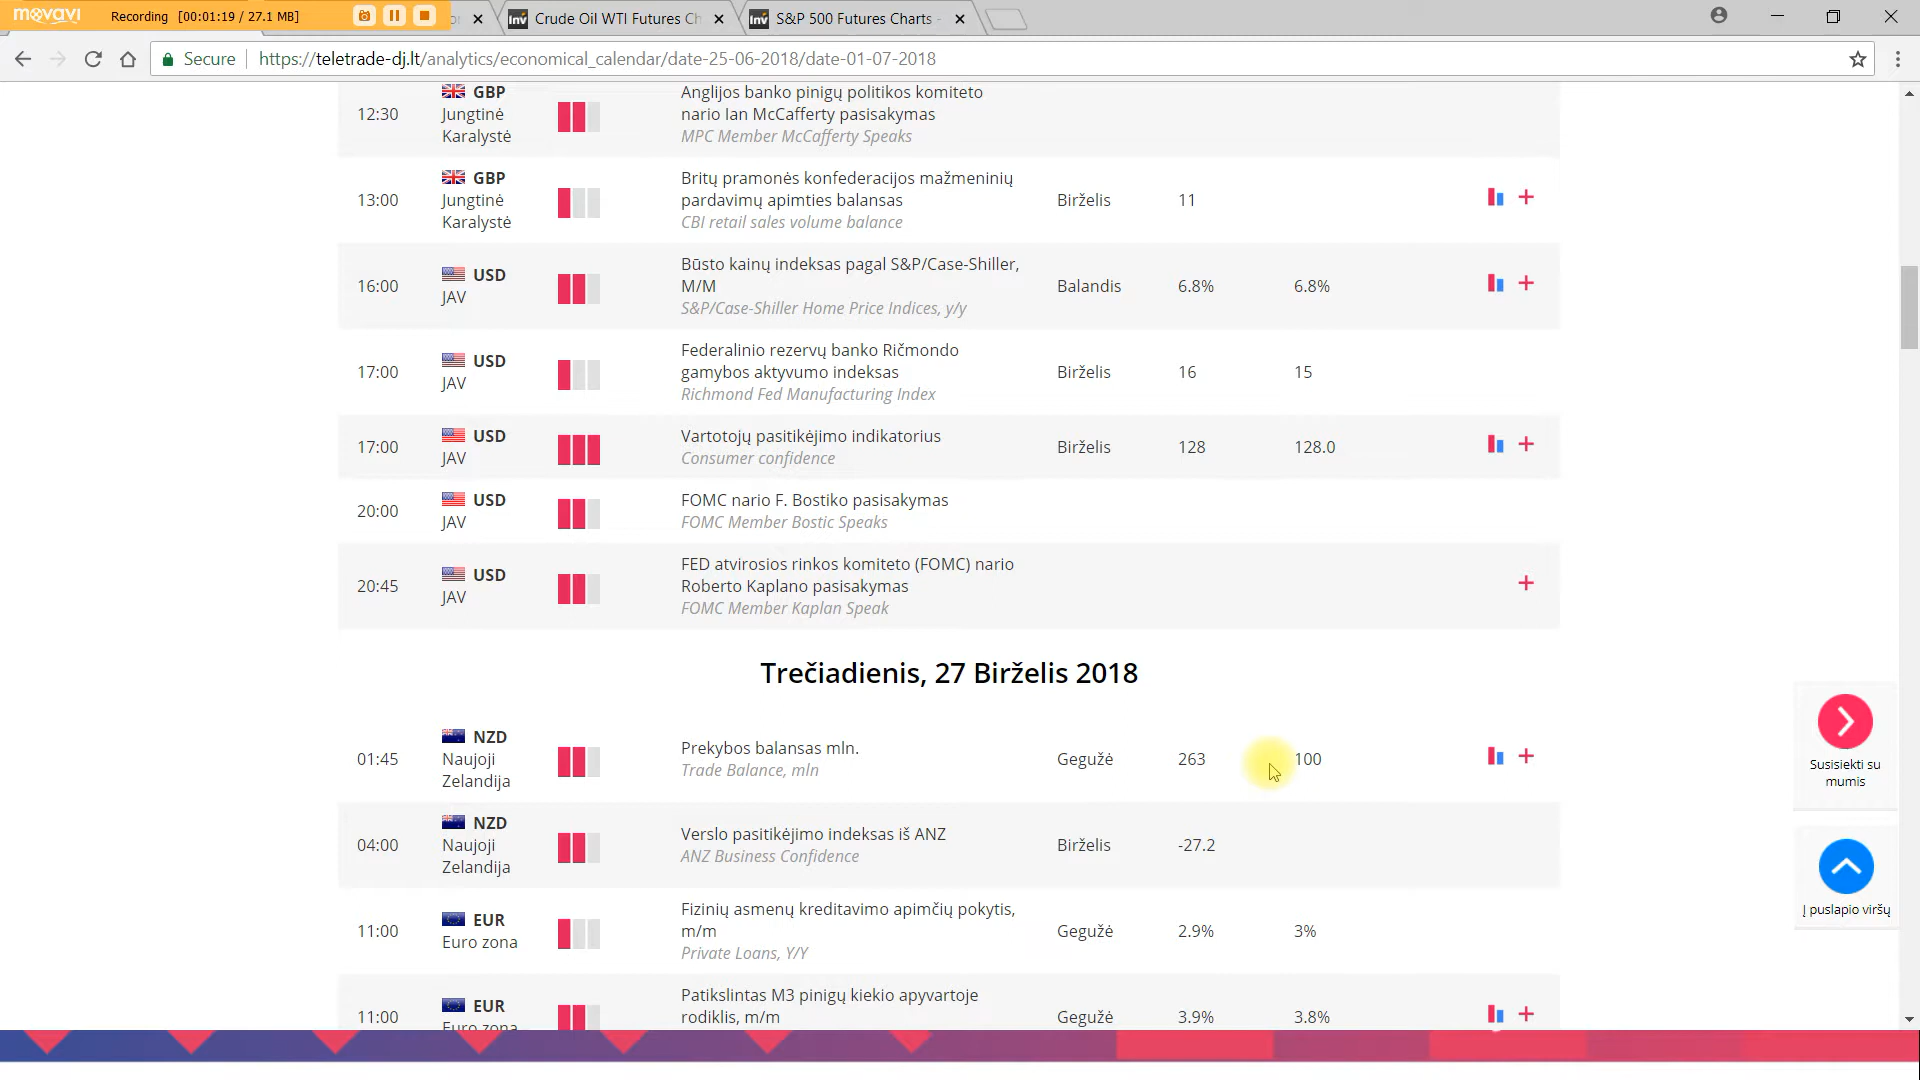 movavi Recording [00:01:19 / 27.1 MB]
Inv Crude Oil WTI Futures Ch
Inv S&P 500 Futures Charts -
Secure https://teletrade-dj.lt/analytics/economical_calendar/date-25-06-2018/date-01-07-2018
12:30
GBP
Jungtinė
Karalystė
Anglijos banko pinigų politikos komiteto
nario Ian McCafferty pasisakymas
MPC Member McCafferty Speaks
13:00
GBP
Jungtinė
Karalystė
Britų pramonės konfederacijos mažmeninių
pardavimų apimties balansas
CBI retail sales volume balance
Birželis 11
16:00
USD
JAV
Būsto kainų indeksas pagal S&P/Case-Shiller,
M/M
S&P/Case-Shiller Home Price Indices, y/y
Balandis 6.8% 6.8%
17:00
USD
JAV
Federalinio rezervų banko Ričmondo
gamybos aktyvumo indeksas
Richmond Fed Manufacturing Index
Birželis 16 15
17:00
USD
JAV
Vartotojų pasitikėjimo indikatorius
Consumer confidence
Birželis 128 128.0
20:00
USD
JAV
FOMC nario F. Bostiko pasisakymas
FOMC Member Bostic Speaks
20:45
USD
JAV
FED atvirosios rinkos komiteto (FOMC) nario
Roberto Kaplano pasisakymas
FOMC Member Kaplan Speak
Trečiadienis, 27 Birželis 2018
01:45
NZD
Naujoji
Zelandija
Prekybos balansas mln.
Trade Balance, mln
Gegužė 263 100
04:00
NZD
Naujoji
Zelandija
Verslo pasitikėjimo indeksas iš ANZ
ANZ Business Confidence
Birželis -27.2
11:00
EUR
Euro zona
Fizinių asmenų kreditavimo apimčių pokytis,
m/m
Private Loans, Y/Y
Gegužė 2.9% 3%
11:00
EUR
Euro zona
Patikslintas M3 pinigų kiekio apyvartoje
rodiklis, m/m
Gegužė 3.9% 3.8%
Susisiekti su
mumis
Į puslapio viršų